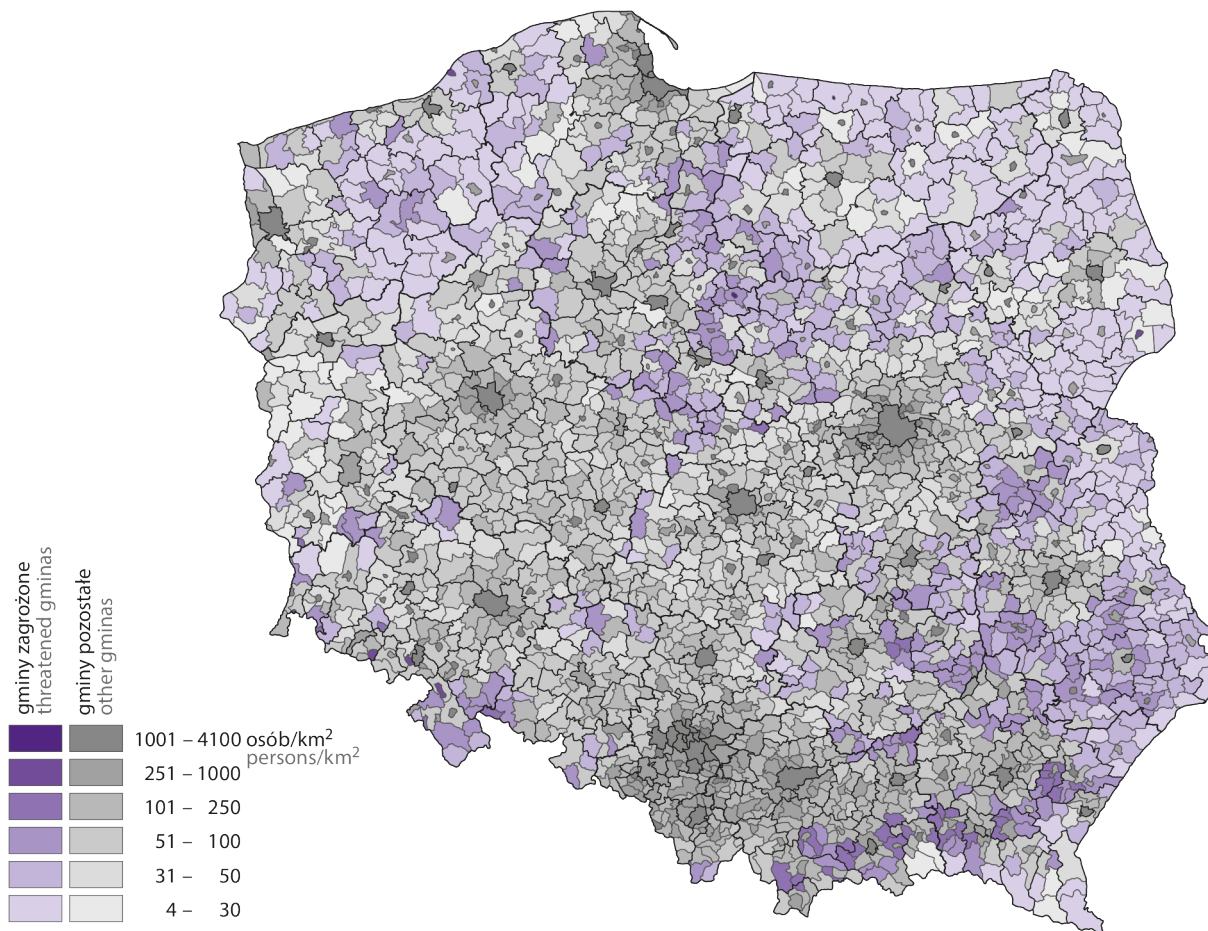 gminy zagrożone
threatened gminas
gminy pozostałe
other gminas
1001 – 4100 osób/km²
persons/km²
251 – 1000
101 – 250
51 – 100
31 – 50
4 – 30